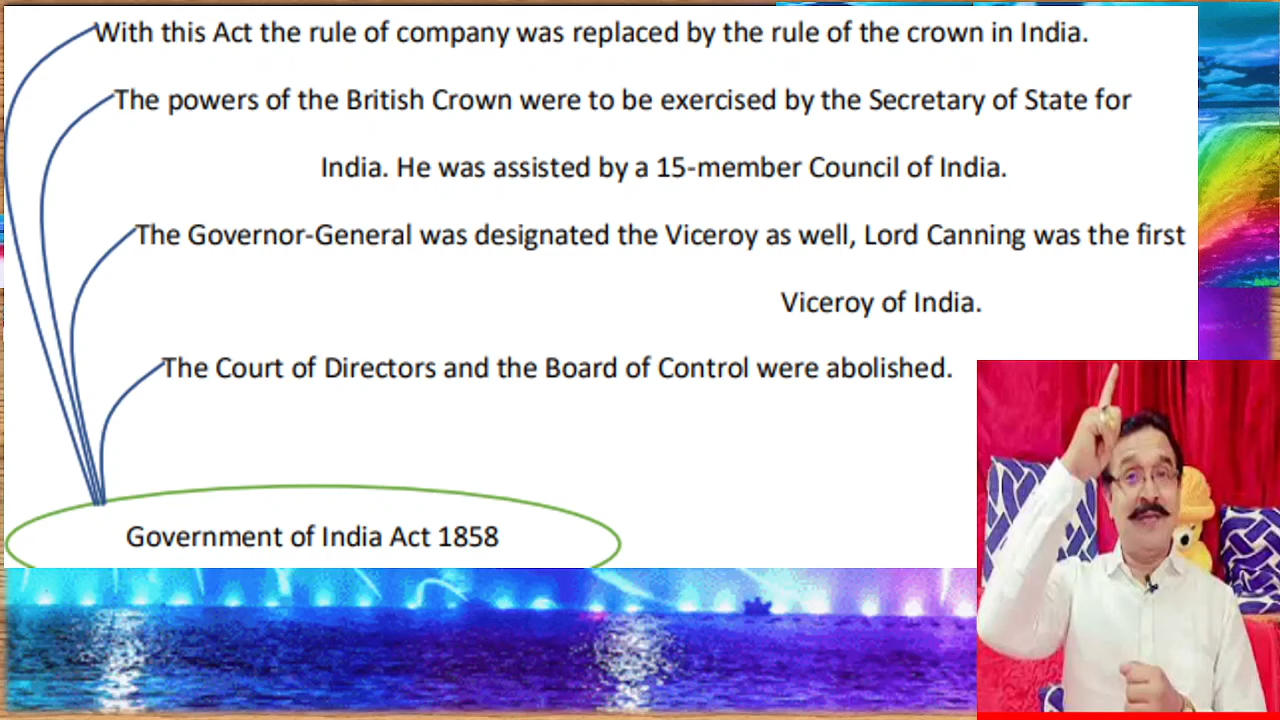 With this Act the rule of company was replaced by the rule of the crown in India.
The powers of the British Crown were to be exercised by the Secretary of State for
India. He was assisted by a 15-member Council of India.
The Governor-General was designated the Viceroy as well, Lord Canning was the first
Viceroy of India.
The Court of Directors and the Board of Control were abolished.
Government of India Act 1858